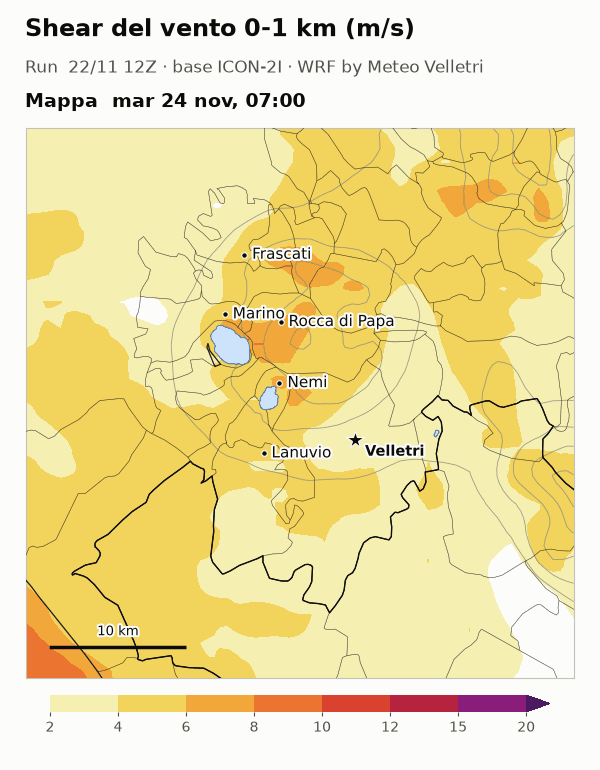 Shear del vento 0-1 km (m/s)
Run  22/11 12Z · base ICON-2I · WRF by Meteo Velletri
Mappa  mar 24 nov, 07:00
Frascati
Marino
Rocca di Papa
Nemi
Velletri
Lanuvio
10 km
2 4 6 8 10 12 15 20